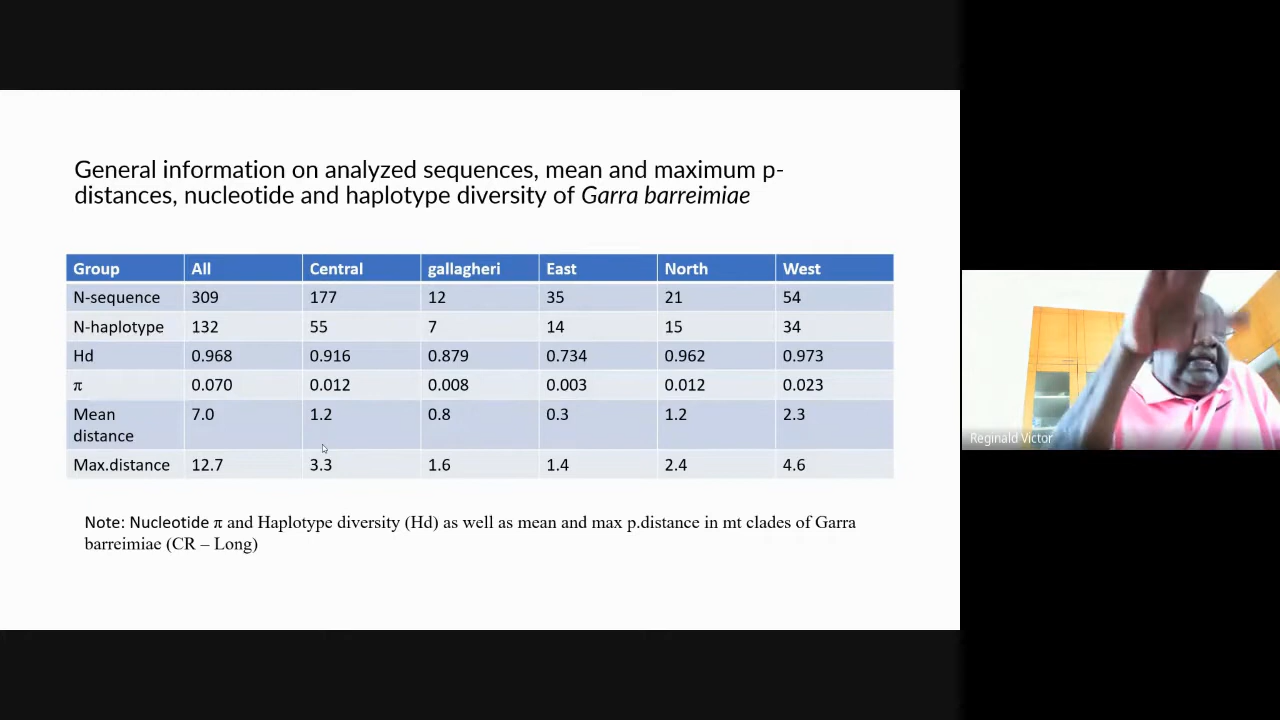 General information on analyzed sequences, mean and maximum p-
distances, nucleotide and haplotype diversity of Garra barreimiae
Group All Central gallagheri East North West
N-sequence 309 177 12 35 21 54
N-haplotype 132 55 7 14 15 34
Hd 0.968 0.916 0.879 0.734 0.962 0.973
π 0.070 0.012 0.008 0.003 0.012 0.023
Mean 7.0 1.2 0.8 0.3 1.2 2.3
distance
Max.distance 12.7 3.3 1.6 1.4 2.4 4.6
Note: Nucleotide π and Haplotype diversity (Hd) as well as mean and max p.distance in mt clades of Garra
barreimiae (CR – Long)
Reginald Victor